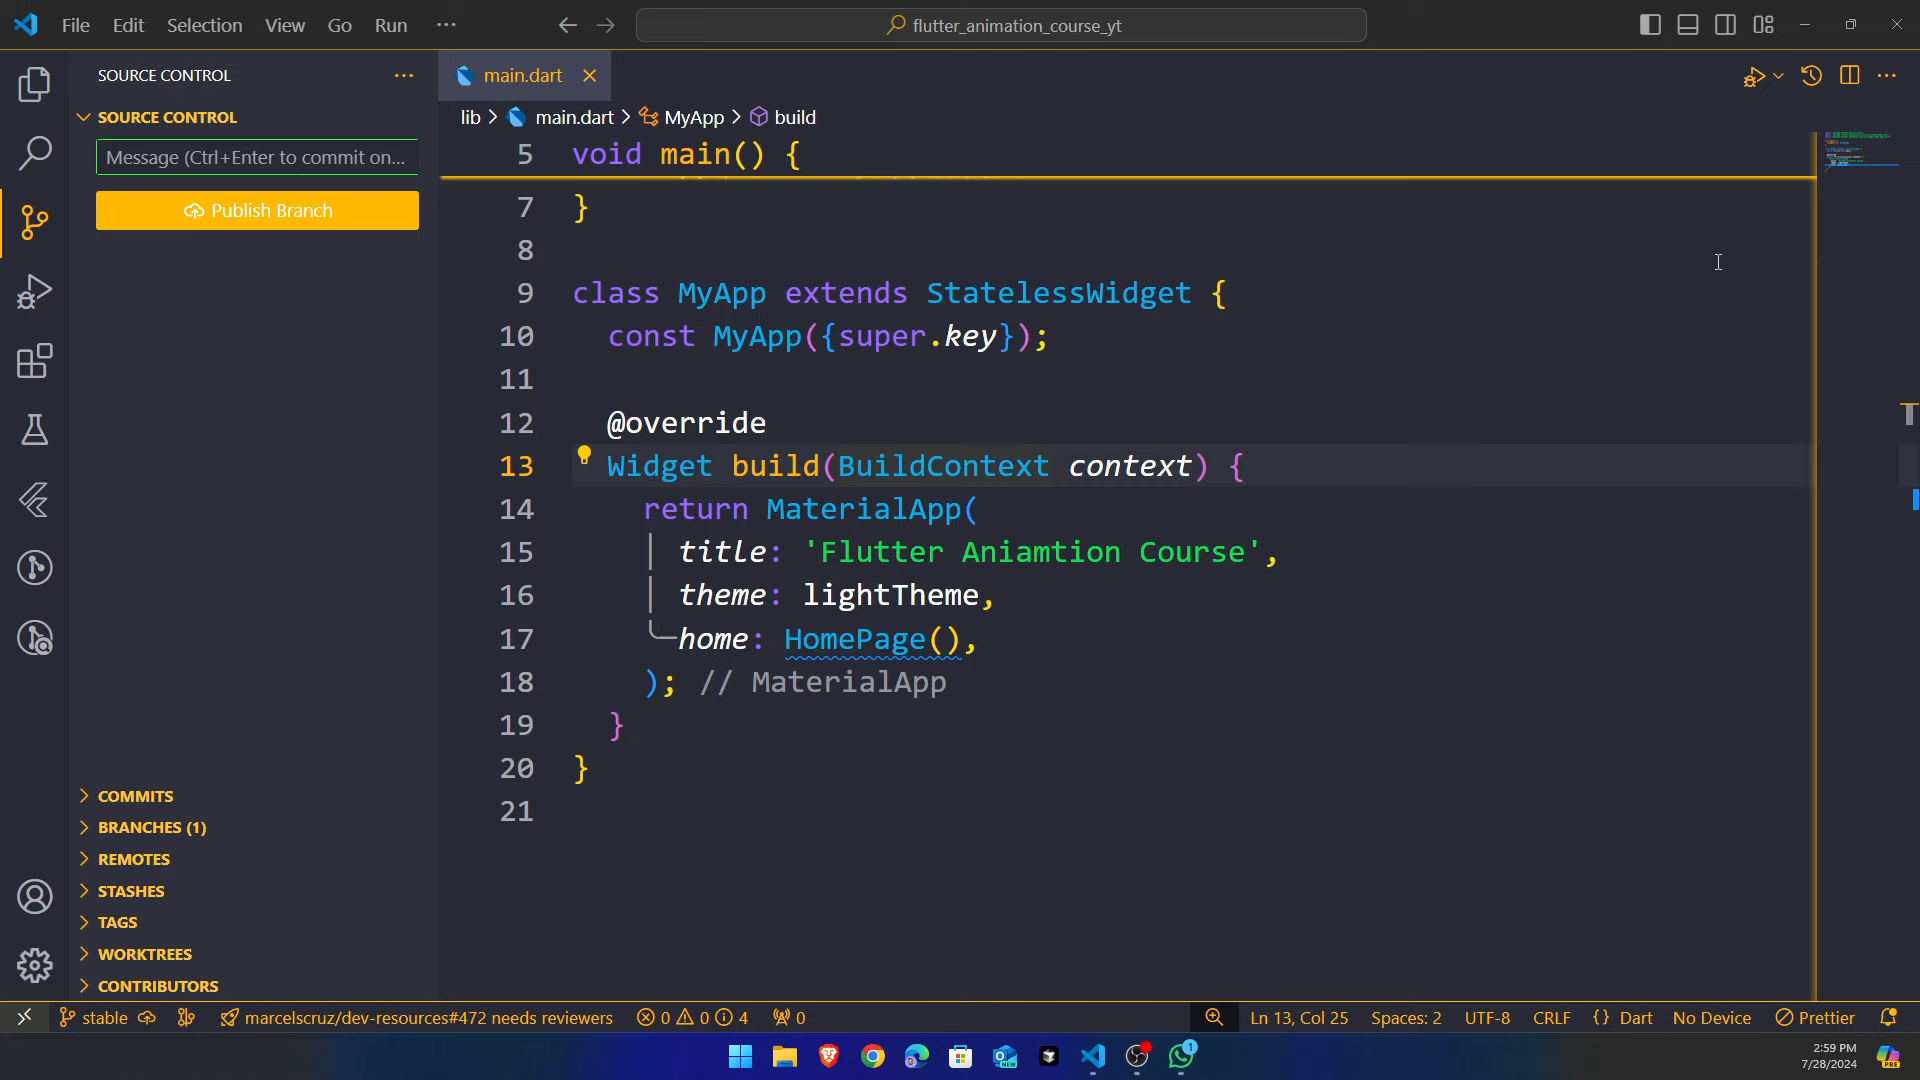 File Edit Selection View Go Run ···
flutter_animation_course_yt
SOURCE CONTROL
SOURCE CONTROL
Message (Ctrl+Enter to commit on...
Publish Branch
COMMITS
BRANCHES (1)
REMOTES
STASHES
TAGS
WORKTREES
CONTRIBUTORS
main.dart
lib > main.dart > MyApp > build
5 void main() {
7 }
8
9 class MyApp extends StatelessWidget {
10 const MyApp({super.key});
11
12 @override
13 Widget build(BuildContext context) {
14 return MaterialApp(
15 title: 'Flutter Aniamtion Course',
16 theme: lightTheme,
17 home: HomePage(),
18 ); // MaterialApp
19 }
20 }
21
stable marcelscruz/dev-resources#472 needs reviewers 0 0 4 0 Ln 13, Col 25 Spaces: 2 UTF-8 CRLF {} Dart No Device Prettier
NEW
1
2:59 PM
7/28/2024
PRE